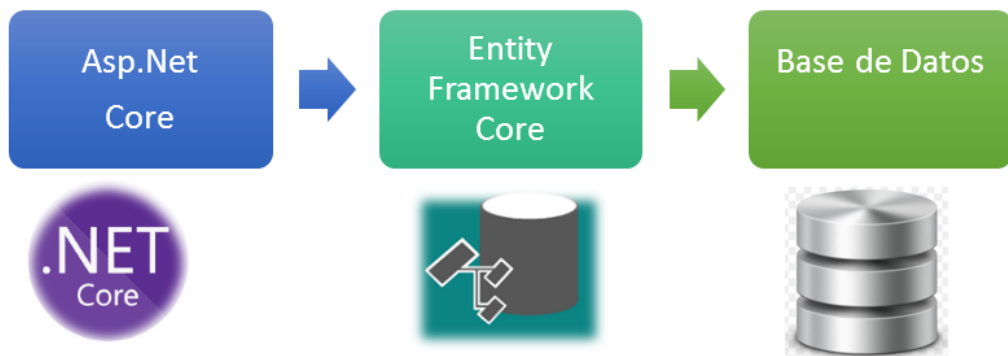 Asp.Net
Core
Entity
Framework
Core
Base de Datos
.NET
Core